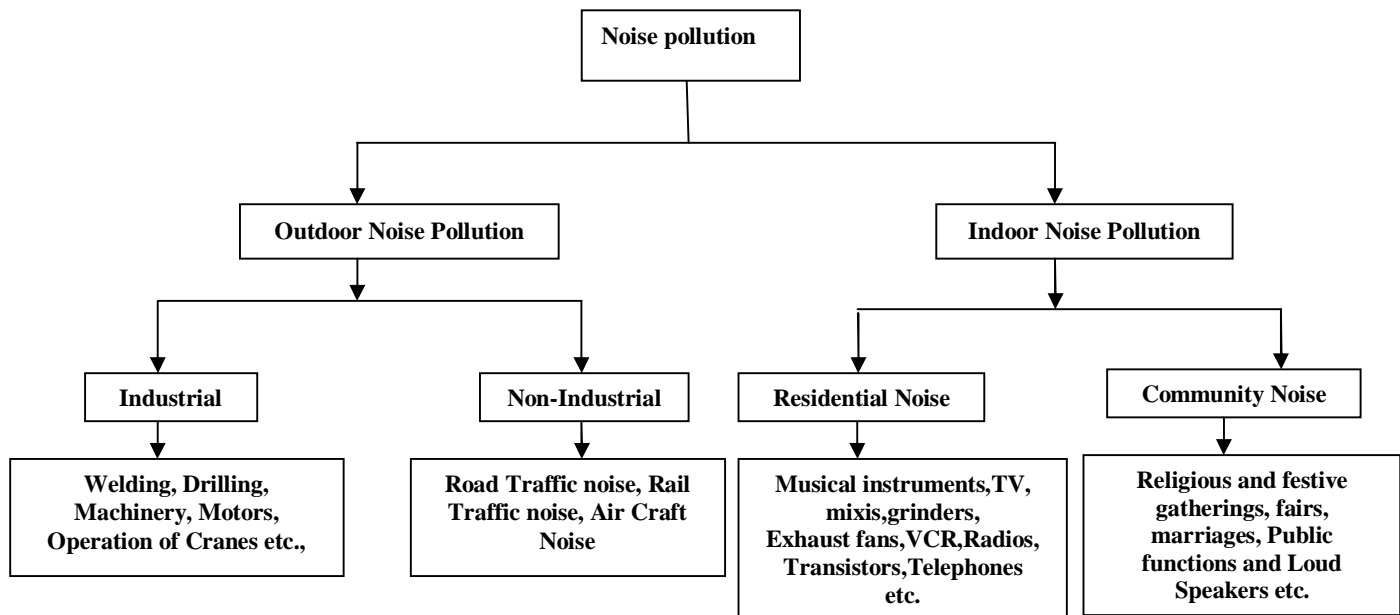 Noise pollution
Outdoor Noise Pollution
Indoor Noise Pollution
Industrial
Non-Industrial
Residential Noise
Community Noise
Welding, Drilling,
Machinery, Motors,
Operation of Cranes etc.,
Road Traffic noise, Rail
Traffic noise, Air Craft
Noise
Musical instruments,TV,
mixis,grinders,
Exhaust fans,VCR,Radios,
Transistors,Telephones
etc.
Religious and festive
gatherings, fairs,
marriages, Public
functions and Loud
Speakers etc.